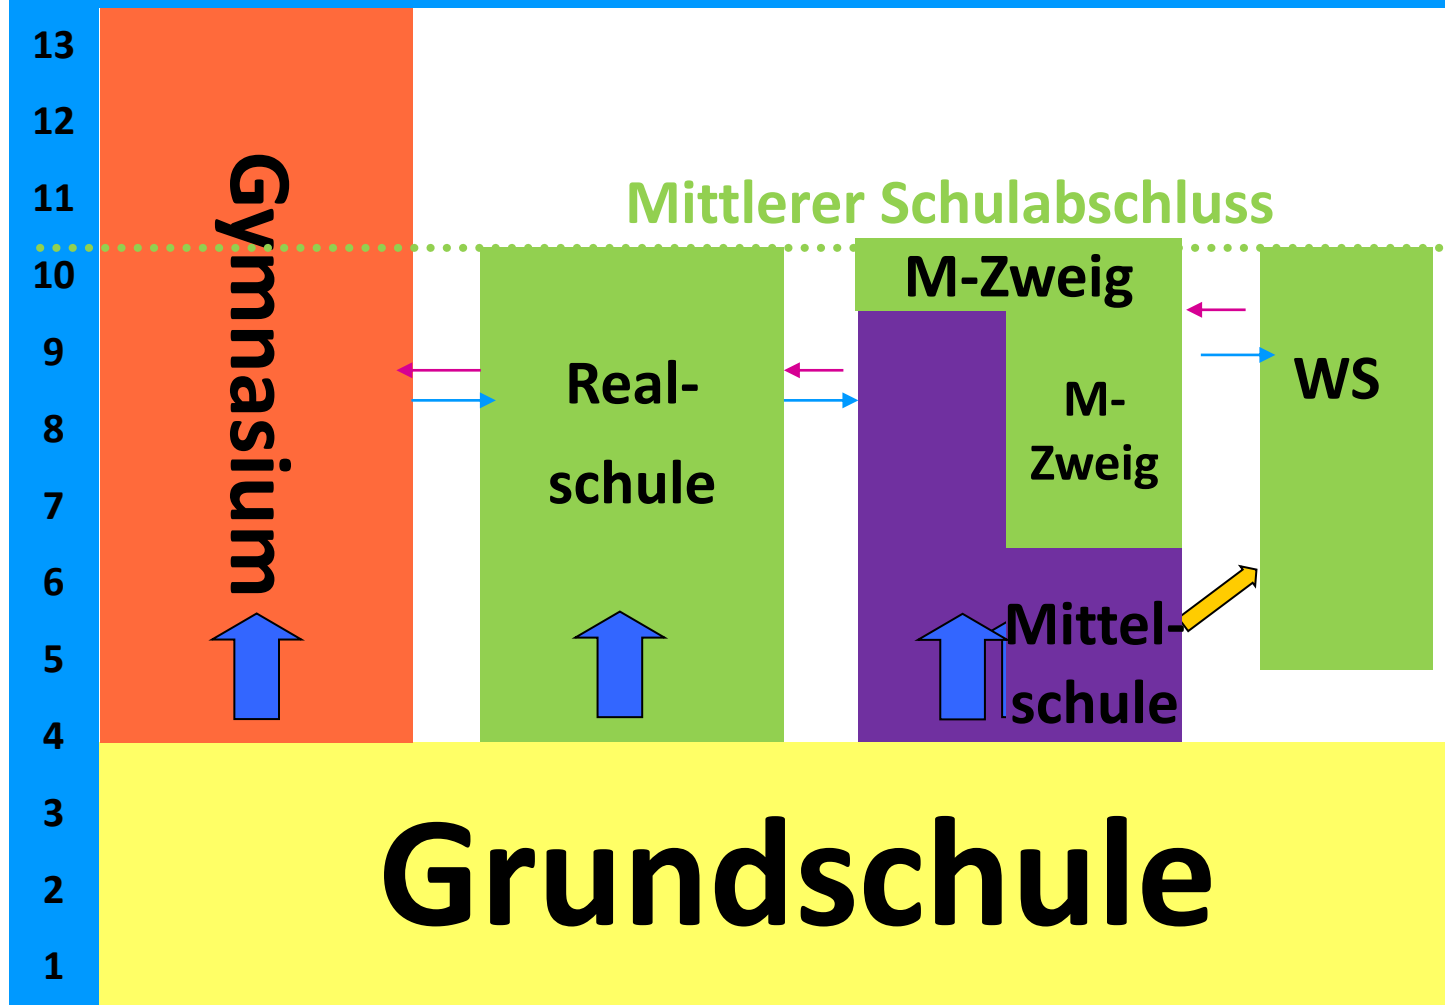 13
12
11
10
9
8
7
6
5
4
3
2
1
Gymnasium
Mittlerer Schulabschluss
Real-
schule
M-Zweig
M-
Zweig
Mittel-
schule
WS
Grundschule